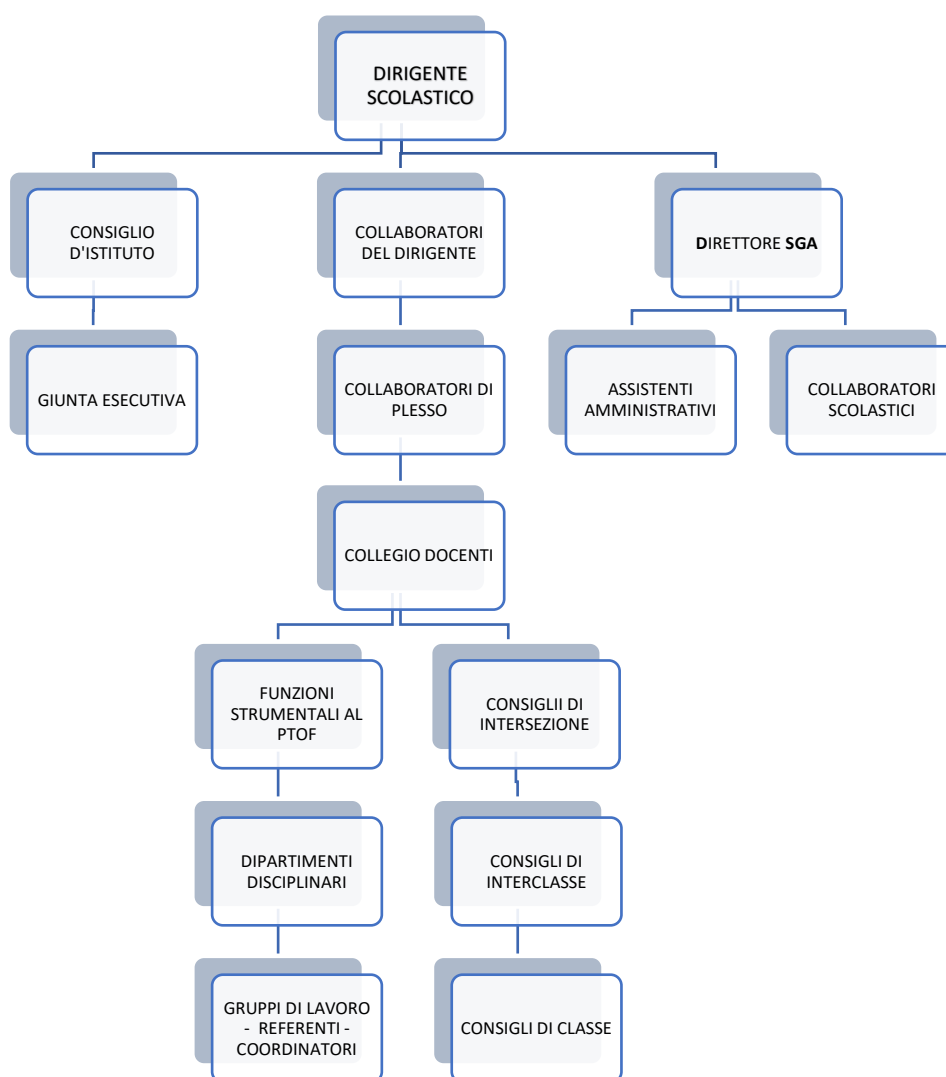 DIRIGENTE
SCOLASTICO
CONSIGLIO
D'ISTITUTO
COLLABORATORI
DEL DIRIGENTE
DIRETTORE SGA
GIUNTA ESECUTIVA
COLLABORATORI DI
PLESSO
ASSISTENTI
AMMINISTRATIVI
COLLABORATORI
SCOLASTICI
COLLEGIO DOCENTI
FUNZIONI
STRUMENTALI AL
PTOF
CONSIGLII DI
INTERSEZIONE
DIPARTIMENTI
DISCIPLINARI
CONSIGLI DI
INTERCLASSE
GRUPPI DI LAVORO
- REFERENTI -
COORDINATORI
CONSIGLI DI CLASSE